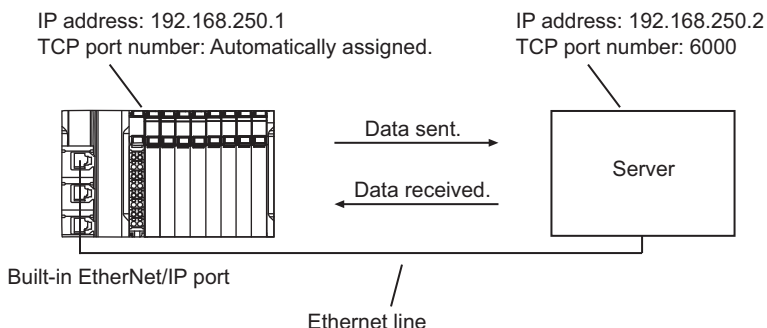 IP address: 192.168.250.1
TCP port number: Automatically assigned.
IP address: 192.168.250.2
TCP port number: 6000
Data sent.
Server
Data received.
Built-in EtherNet/IP port
Ethernet line